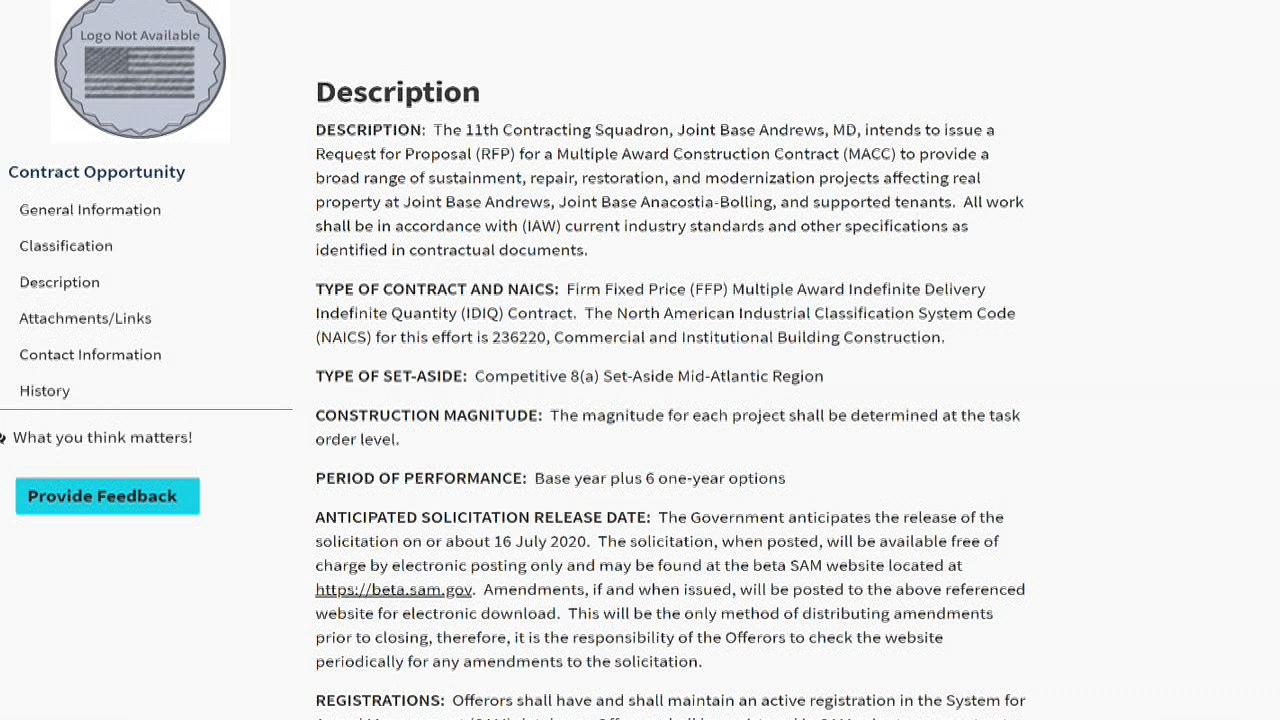 Logo Not Available
Contract Opportunity
General Information
Classification
Description
Attachments/Links
Contact Information
History
What you think matters!
Provide Feedback
Description
DESCRIPTION: The 11th Contracting Squadron, Joint Base Andrews, MD, intends to issue a
Request for Proposal (RFP) for a Multiple Award Construction Contract (MACC) to provide a
broad range of sustainment, repair, restoration, and modernization projects affecting real
property at Joint Base Andrews, Joint Base Anacostia-Bolling, and supported tenants. All work
shall be in accordance with (IAW) current industry standards and other specifications as
identified in contractual documents.
TYPE OF CONTRACT AND NAICS: Firm Fixed Price (FFP) Multiple Award Indefinite Delivery
Indefinite Quantity (IDIQ) Contract. The North American Industrial Classification System Code
(NAICS) for this effort is 236220, Commercial and Institutional Building Construction.
TYPE OF SET-ASIDE: Competitive 8(a) Set-Aside Mid-Atlantic Region
CONSTRUCTION MAGNITUDE: The magnitude for each project shall be determined at the task
order level.
PERIOD OF PERFORMANCE: Base year plus 6 one-year options
ANTICIPATED SOLICITATION RELEASE DATE: The Government anticipates the release of the
solicitation on or about 16 July 2020. The solicitation, when posted, will be available free of
charge by electronic posting only and may be found at the beta SAM website located at
https://beta.sam.gov. Amendments, if and when issued, will be posted to the above referenced
website for electronic download. This will be the only method of distributing amendments
prior to closing, therefore, it is the responsibility of the Offerors to check the website
periodically for any amendments to the solicitation.
REGISTRATIONS: Offerors shall have and shall maintain an active registration in the System for